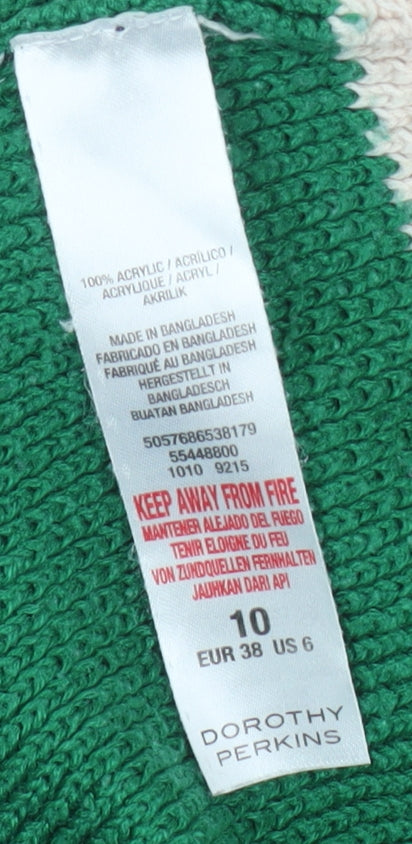 100% ACRYLIC / ACRÍLICO /
ACRYLIQUE / ACRYL /
AKRILIK
MADE IN BANGLADESH
FABRICADO EN BANGLADESH
FABRIQUÉ AU BANGLADESH
HERGESTELLT IN
BANGLADESCH
BUATAN BANGLADESH
5057686538179
55448800
1010 9215
KEEP AWAY FROM FIRE
MANTENER ALEJADO DEL FUEGO
TENIR ELOIGNE DU FEU
VON ZUNDQUELLEN FERNHALTEN
JAUHKAN DARI API
10
EUR 38 US 6
DOROTHY
PERKINS